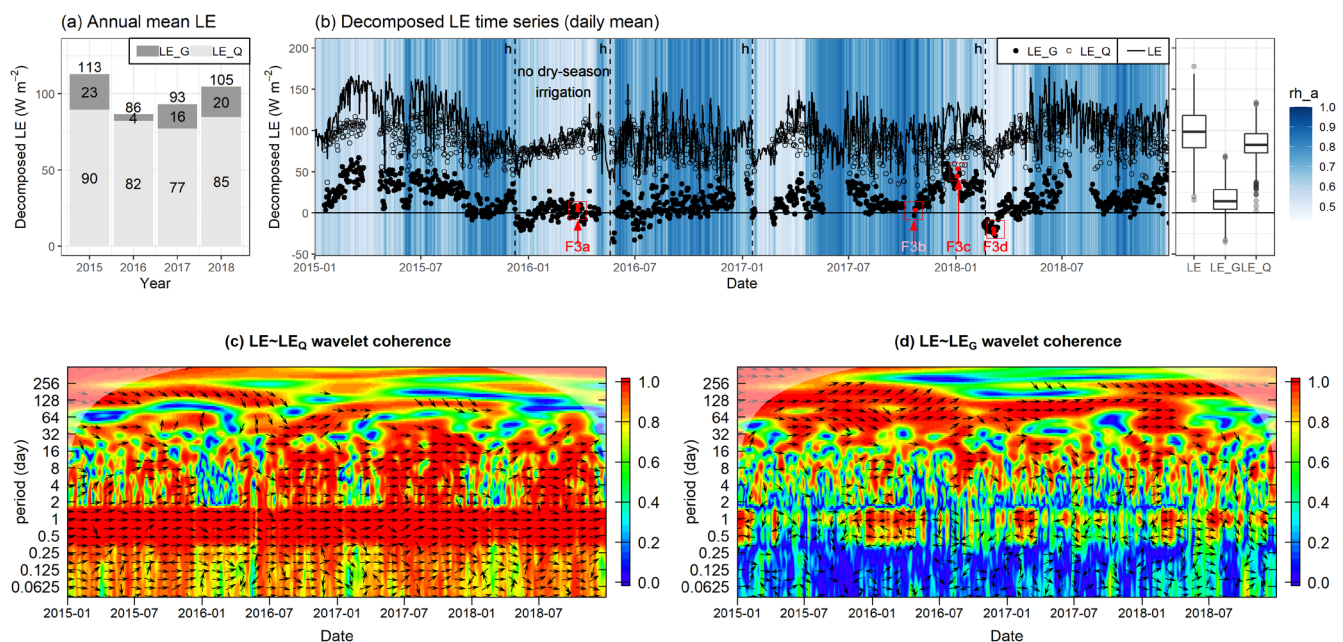 (a) Annual mean LE
LE_G LE_Q
Decomposed LE (W m⁻²)
100
50
0
113
23
90
86
4
82
93
16
77
105
20
85
2015 2016 2017 2018
Year
(b) Decomposed LE time series (daily mean)
LE_G LE_Q LE
Decomposed LE (W m⁻²)
200
150
100
50
0
-50
h h h h
no dry-season
irrigation
F3a F3b F3c F3d
2015-01 2015-07 2016-01 2016-07 2017-01 2017-07 2018-01 2018-07
Date
LE LE_G LE_Q
rh_a
1.0
0.9
0.8
0.7
0.6
0.5
(c) LE~LE_Q wavelet coherence
period (day)
256
128
64
32
16
8
4
2
1
0.5
0.25
0.125
0.0625
2015-01 2015-07 2016-01 2016-07 2017-01 2017-07 2018-01 2018-07
Date
1.0
0.8
0.6
0.4
0.2
0.0
(d) LE~LE_G wavelet coherence
period (day)
256
128
64
32
16
8
4
2
1
0.5
0.25
0.125
0.0625
2015-01 2015-07 2016-01 2016-07 2017-01 2017-07 2018-01 2018-07
Date
1.0
0.8
0.6
0.4
0.2
0.0